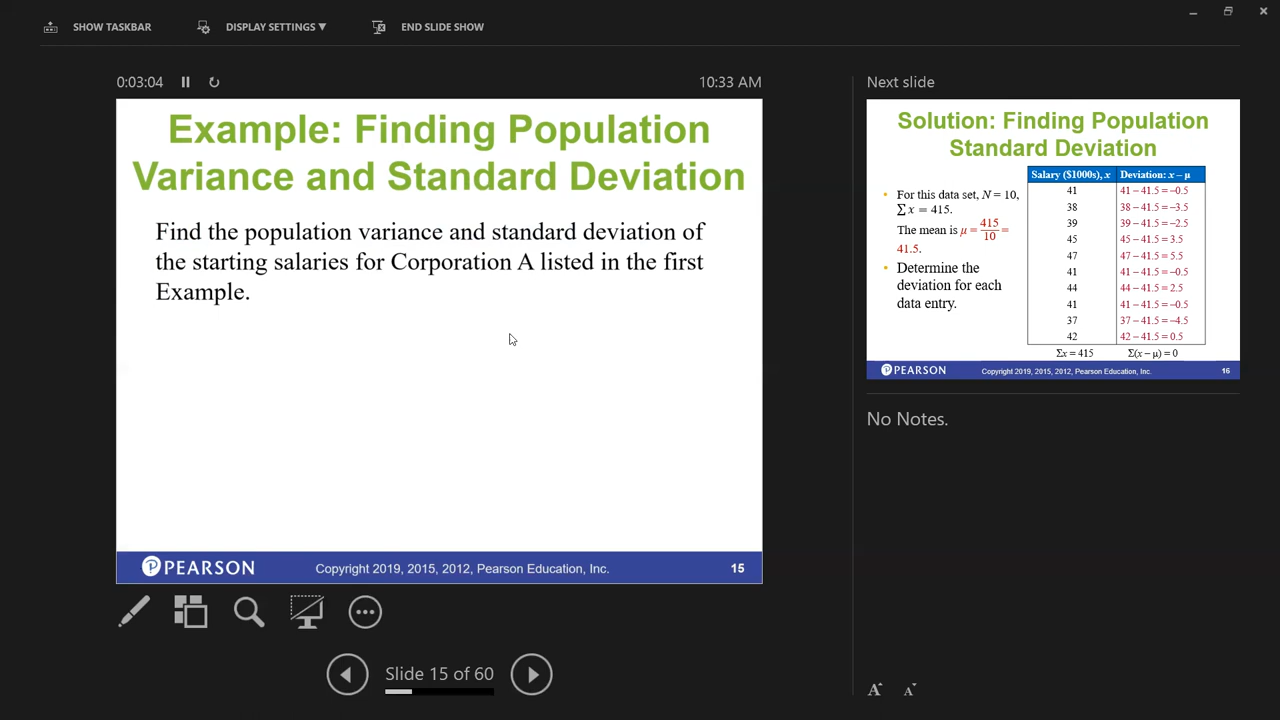 SHOW TASKBAR DISPLAY SETTINGS ▼ END SLIDE SHOW
0:03:04 10:33 AM
Example: Finding Population
Variance and Standard Deviation
Find the population variance and standard deviation of
the starting salaries for Corporation A listed in the first
Example.
PEARSON Copyright 2019, 2015, 2012, Pearson Education, Inc. 15
Slide 15 of 60
Next slide
Solution: Finding Population
Standard Deviation
• For this data set, N = 10,
∑x = 415.
The mean is μ = 415/10 =
41.5.
• Determine the
deviation for each
data entry.
Salary ($1000s), x Deviation: x – μ
41 41 – 41.5 = –0.5
38 38 – 41.5 = –3.5
39 39 – 41.5 = –2.5
45 45 – 41.5 = 3.5
47 47 – 41.5 = 5.5
41 41 – 41.5 = –0.5
44 44 – 41.5 = 2.5
41 41 – 41.5 = –0.5
37 37 – 41.5 = –4.5
42 42 – 41.5 = 0.5
Σx = 415 Σ(x – μ) = 0
PEARSON Copyright 2019, 2015, 2012, Pearson Education, Inc. 16
No Notes.
A A